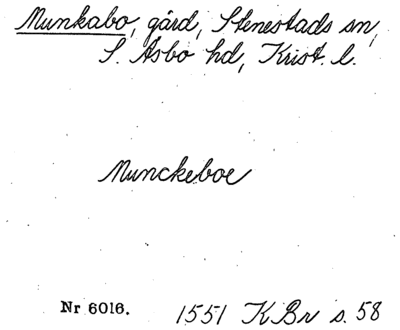 Munkabo, gård, Stenestads sn,
S. Åsbo hd, Krist. l.
Munckeboe
Nr 6016. 1551 KBr s. 58